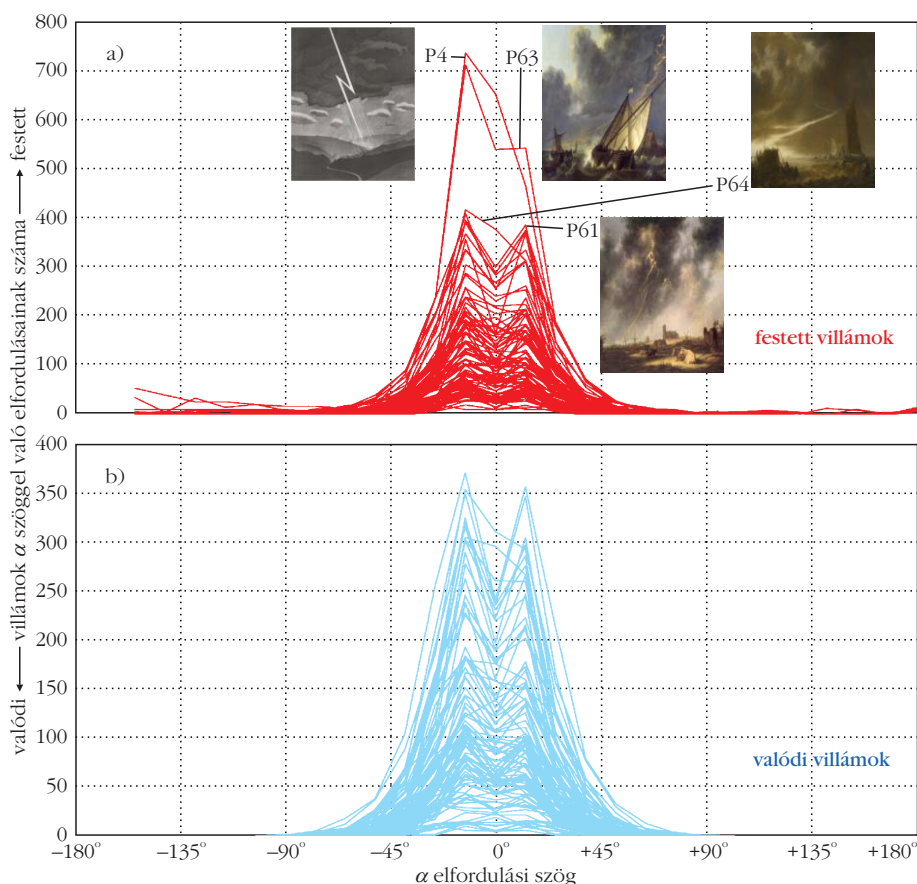 a)
800
700
600
500
400
300
200
100
0
P4
P63
P64
P61
festett villámok
valódi ⟵ villámok α szöggel való elfordulásainak száma ⟶ festett
b)
400
350
300
250
200
150
100
50
0
valódi villámok
–180° –135° –90° –45° 0° +45° +90° +135° +180°
α elfordulási szög